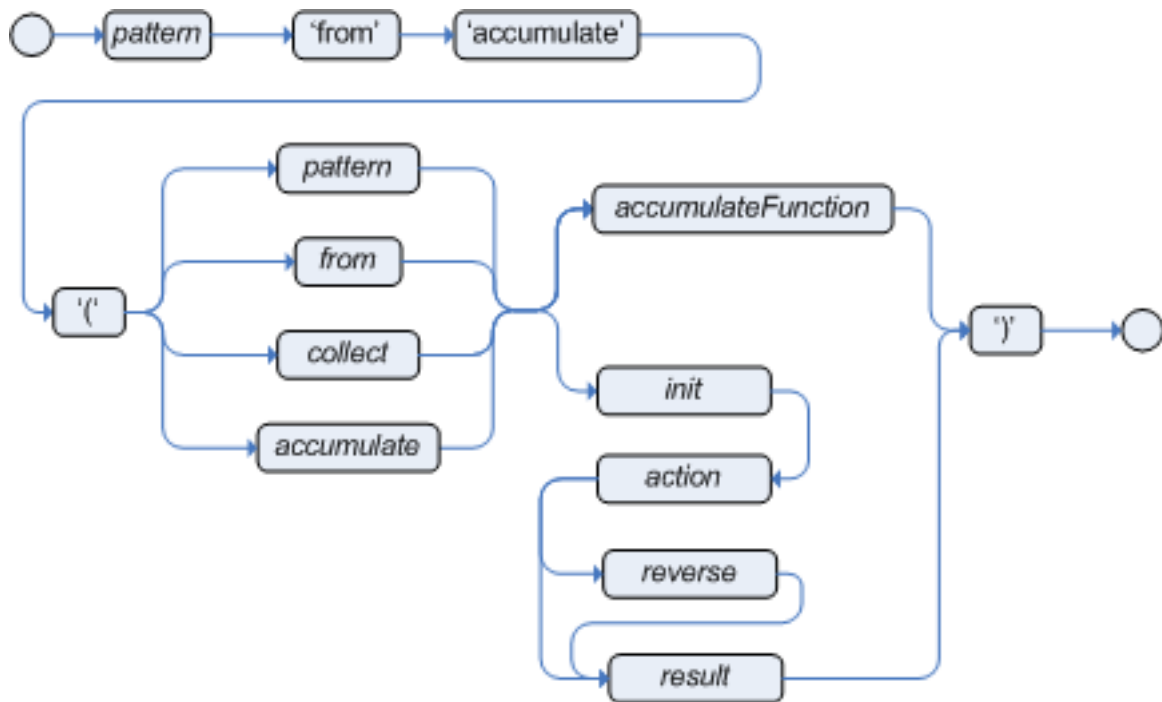 pattern
‘from’
‘accumulate’
pattern
from
collect
accumulate
‘(‘
accumulateFunction
init
action
reverse
result
‘)’